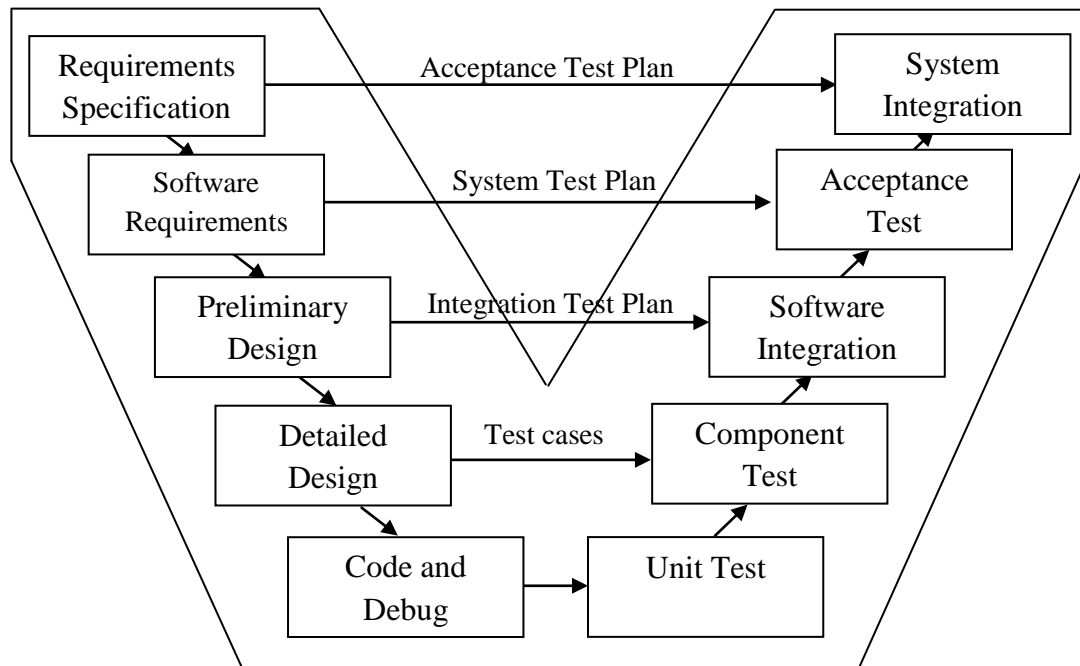 Requirements
Specification
Acceptance Test Plan
System
Integration
Software
Requirements
System Test Plan
Acceptance
Test
Preliminary
Design
Integration Test Plan
Software
Integration
Detailed
Design
Test cases
Component
Test
Code and
Debug
Unit Test